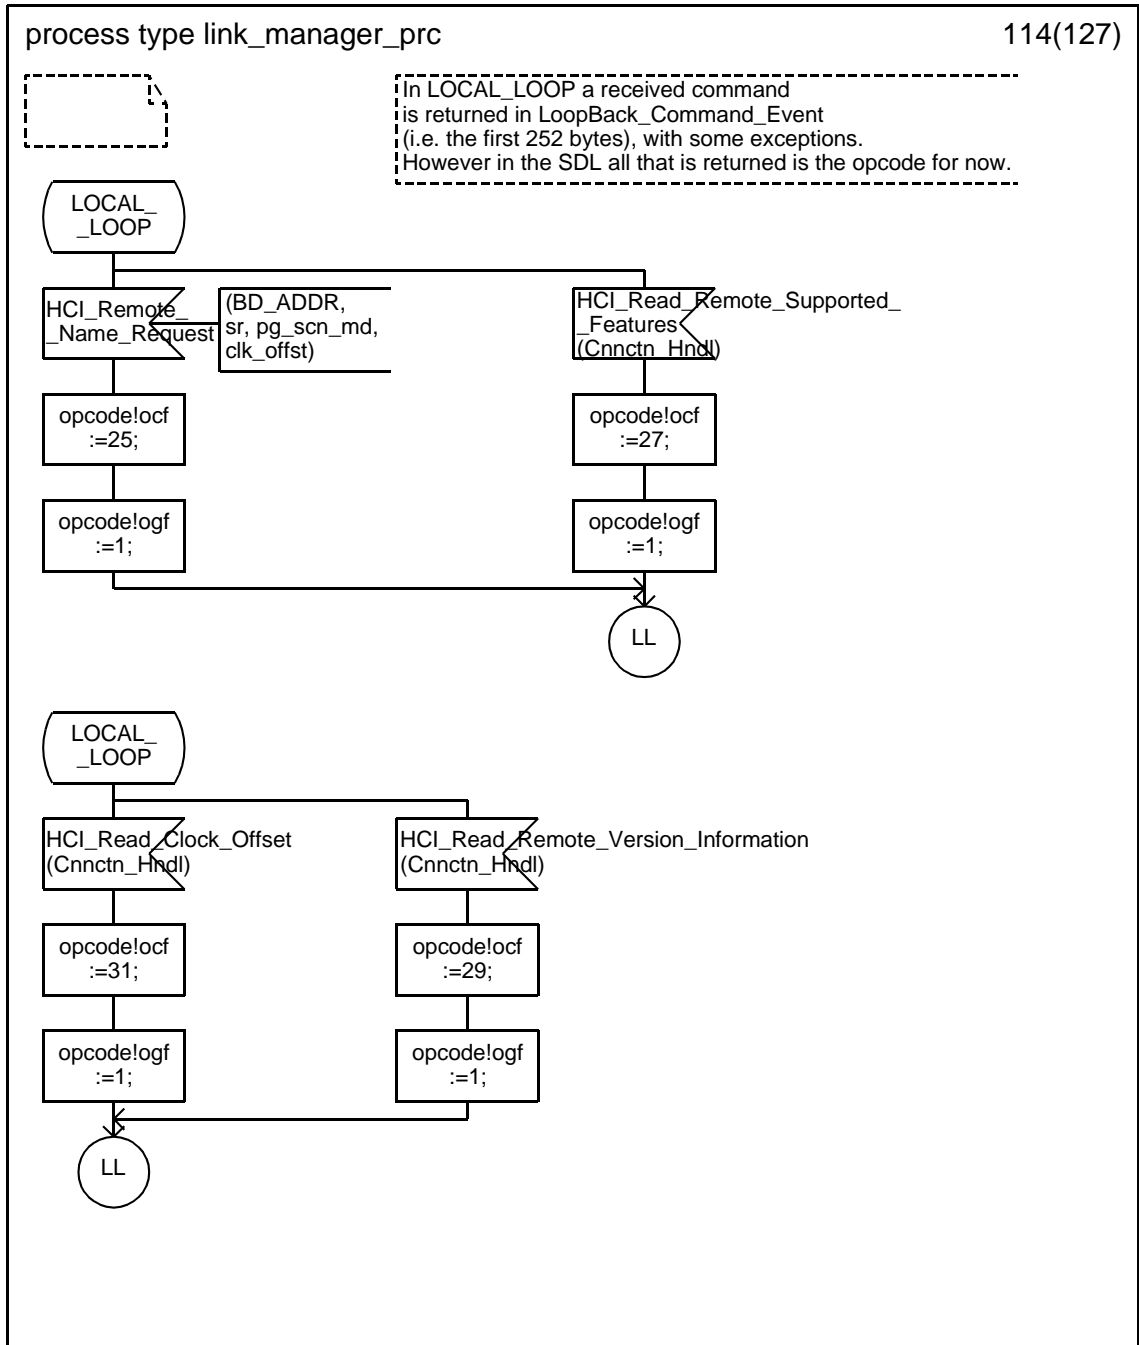 process type link_manager_prc
114(127)
In LOCAL_LOOP a received command
is returned in LoopBack_Command_Event
(i.e. the first 252 bytes), with some exceptions.
However in the SDL all that is returned is the opcode for now.
LOCAL_
_LOOP
HCI_Remote_
_Name_Request
(BD_ADDR,
sr, pg_scn_md,
clk_offst)
HCI_Read_Remote_Supported_
_Features
(Cnnctn_Hndl)
opcode!ocf
:=25;
opcode!ocf
:=27;
opcode!ogf
:=1;
opcode!ogf
:=1;
LL
LOCAL_
_LOOP
HCI_Read_Clock_Offset
(Cnnctn_Hndl)
HCI_Read_Remote_Version_Information
(Cnnctn_Hndl)
opcode!ocf
:=31;
opcode!ocf
:=29;
opcode!ogf
:=1;
opcode!ogf
:=1;
LL